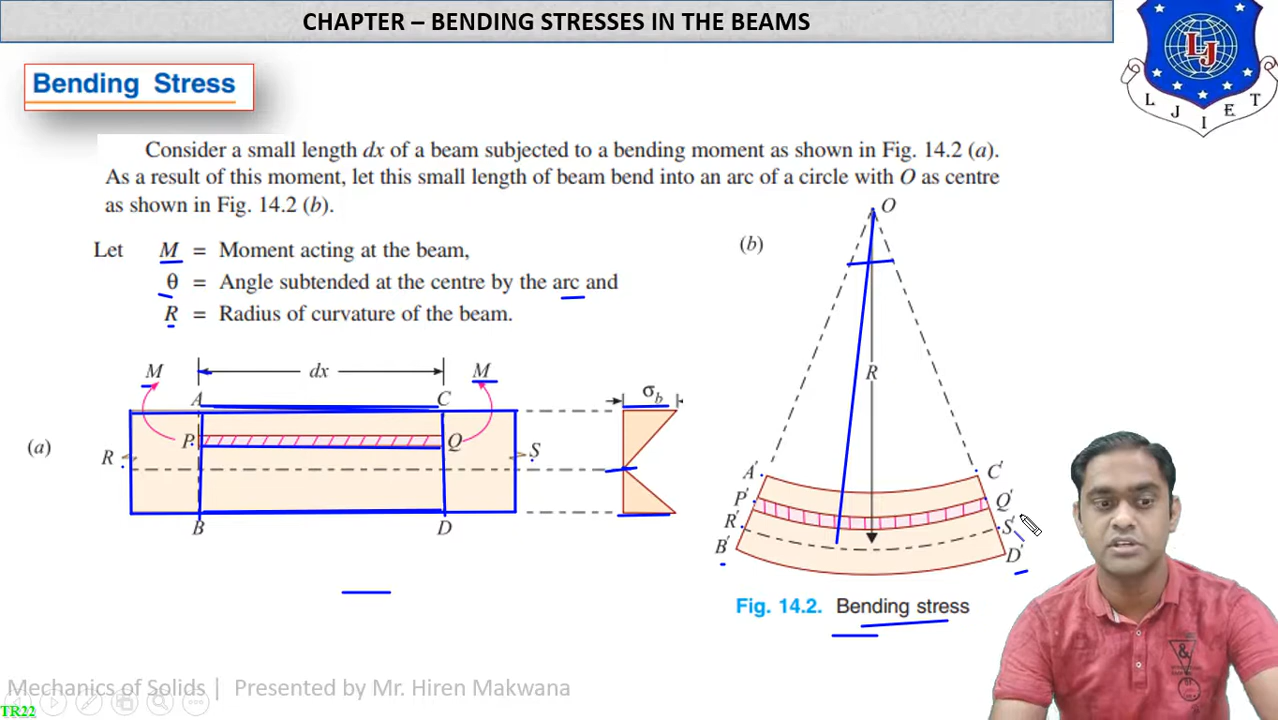 CHAPTER – BENDING STRESSES IN THE BEAMS
L J I E T
LJ
Bending Stress
Consider a small length dx of a beam subjected to a bending moment as shown in Fig. 14.2 (a).
As a result of this moment, let this small length of beam bend into an arc of a circle with O as centre
as shown in Fig. 14.2 (b).
Let M = Moment acting at the beam,
θ = Angle subtended at the centre by the arc and
R = Radius of curvature of the beam.
(a)
M
dx
M
A
C
P
Q
R
S
B
D
σb
(b)
O
R
A'
C'
P'
Q'
R'
S'
B'
D'
Fig. 14.2. Bending stress
Mechanics of Solids | Presented by Mr. Hiren Makwana
TR22